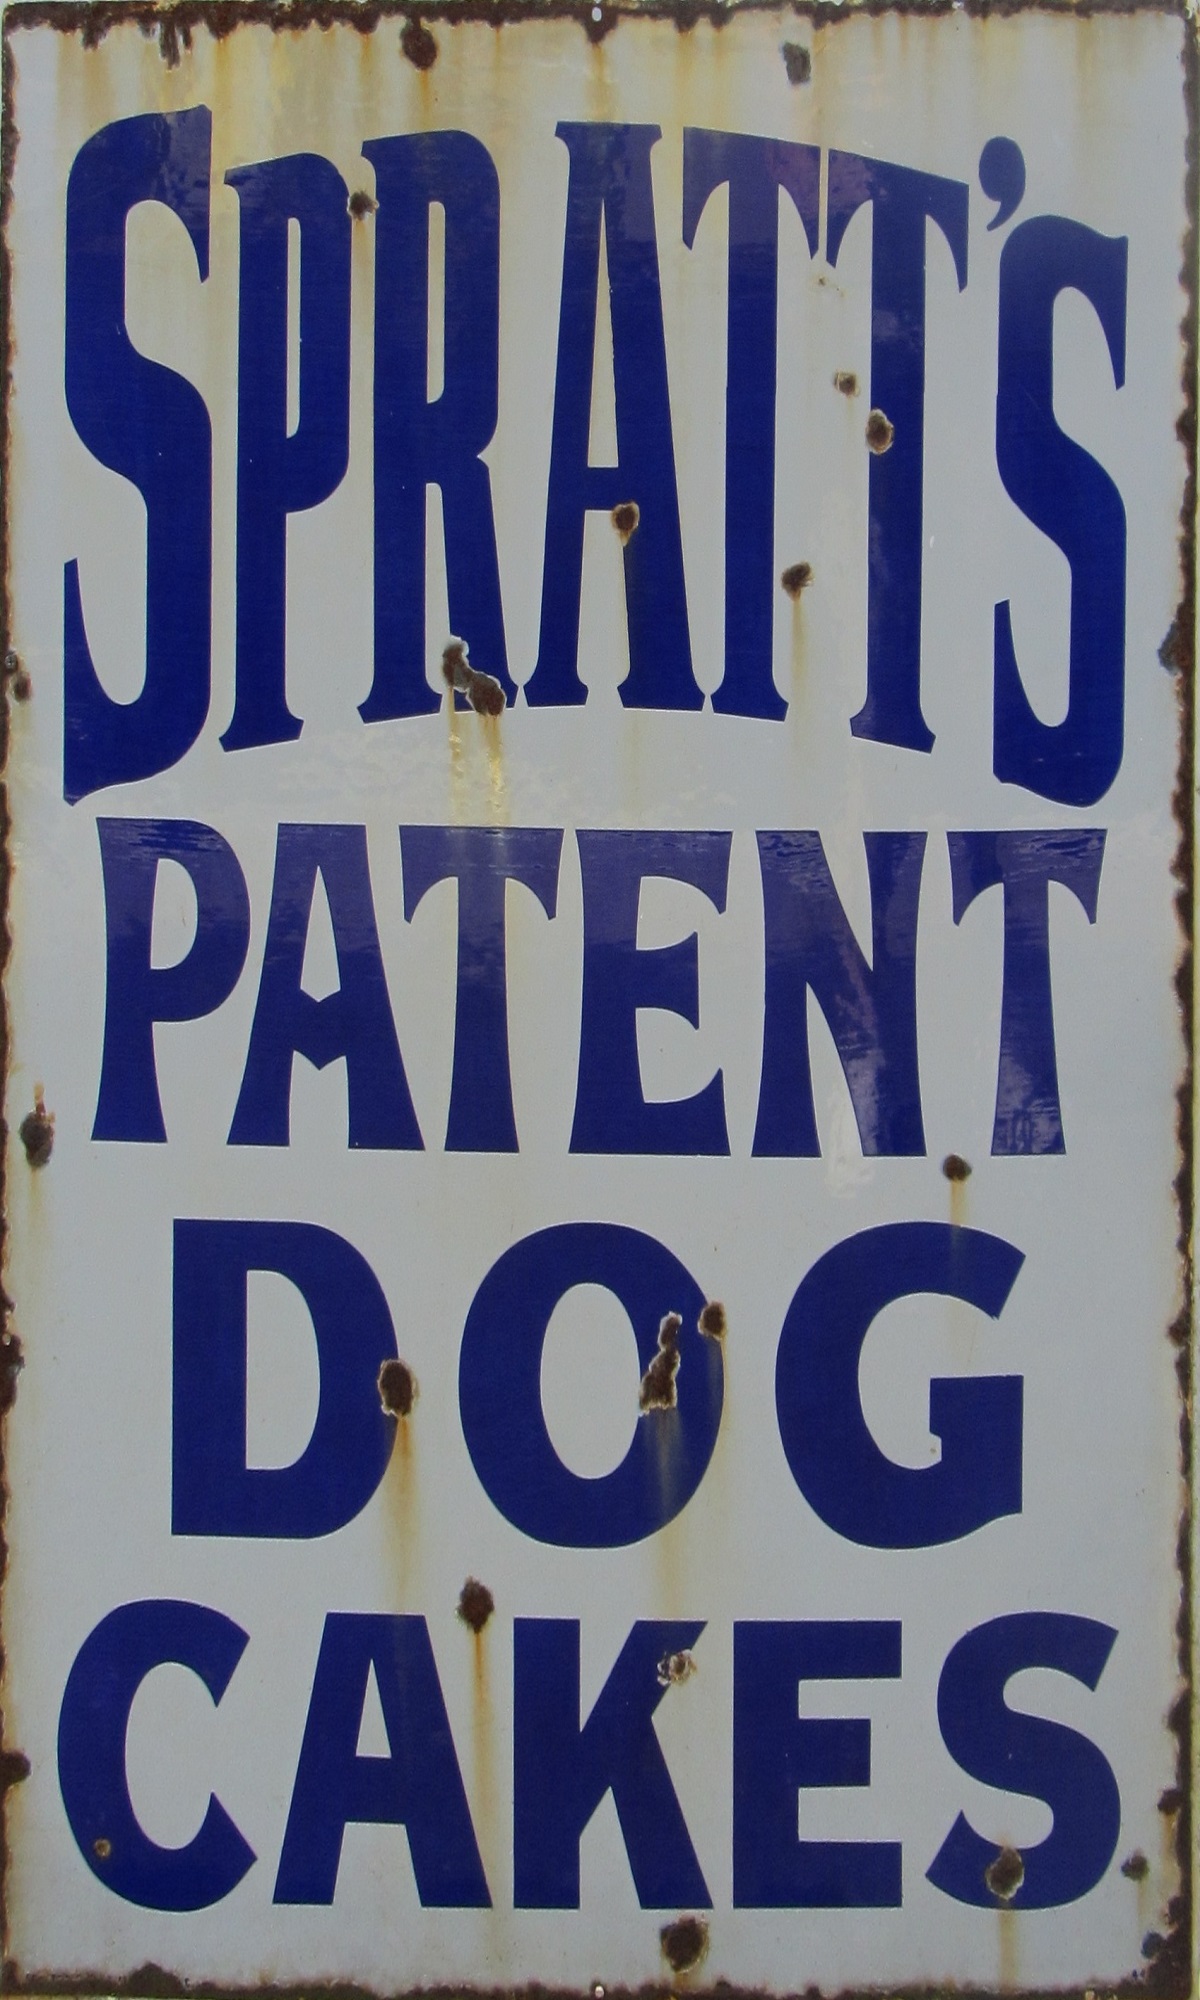 SPRATT'S
PATENT
DOG
CAKES